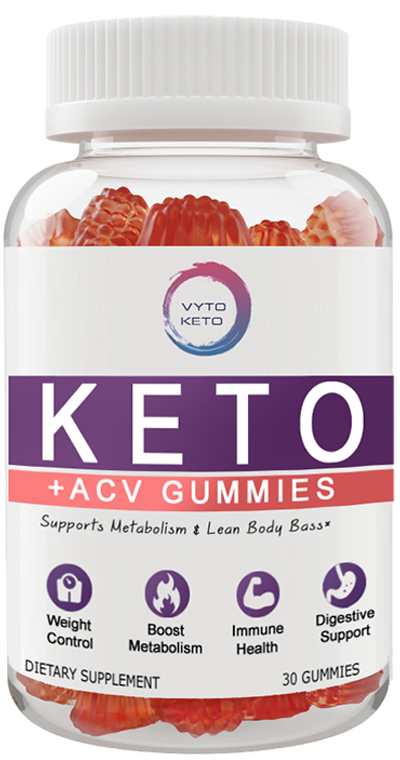 VYTO
KETO
KETO
+ACV GUMMIES
Supports Metabolism & Lean Body Bass*
Weight
Control
Boost
Metabolism
Immune
Health
Digestive
Support
DIETARY SUPPLEMENT
30 GUMMIES